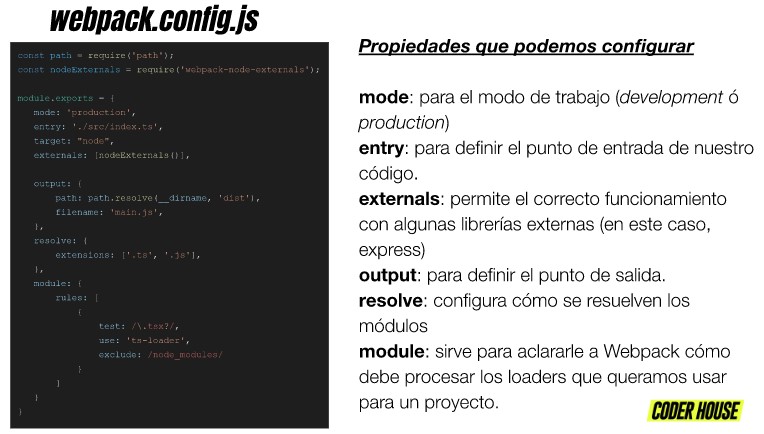 webpack.config.js
const path = require('path');
const nodeExternals = require('webpack-node-externals');
module.exports = {
mode: 'production',
entry: './src/index.ts',
target: "node",
externals: [nodeExternals()],
output: {
path: path.resolve(__dirname, 'dist'),
filename: 'main.js',
},
resolve: {
extensions: ['.ts', '.js'],
},
module: {
rules: [
{
test: /\.tsx?/,
use: 'ts-loader',
exclude: /node_modules/
}
]
}
}
Propiedades que podemos configurar
mode: para el modo de trabajo (development ó
production)
entry: para definir el punto de entrada de nuestro
código.
externals: permite el correcto funcionamiento
con algunas librerías externas (en este caso,
express)
output: para definir el punto de salida.
resolve: configura cómo se resuelven los
módulos
module: sirve para aclararle a Webpack cómo
debe procesar los loaders que queramos usar
para un proyecto.
CODER HOUSE